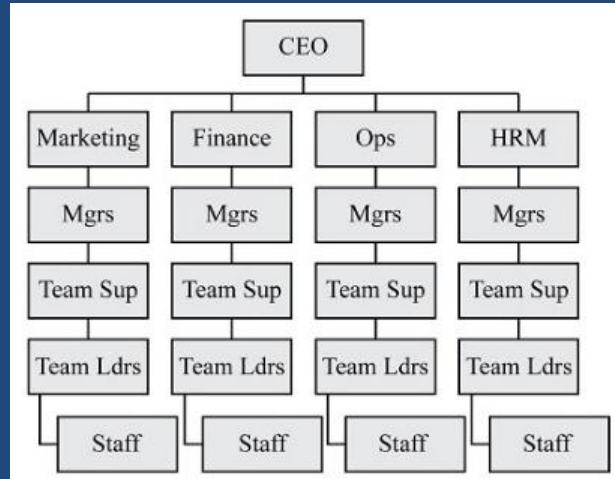 CEO
Marketing
Finance
Ops
HRM
Mgrs
Mgrs
Mgrs
Mgrs
Team Sup
Team Sup
Team Sup
Team Sup
Team Ldrs
Team Ldrs
Team Ldrs
Team Ldrs
Staff
Staff
Staff
Staff